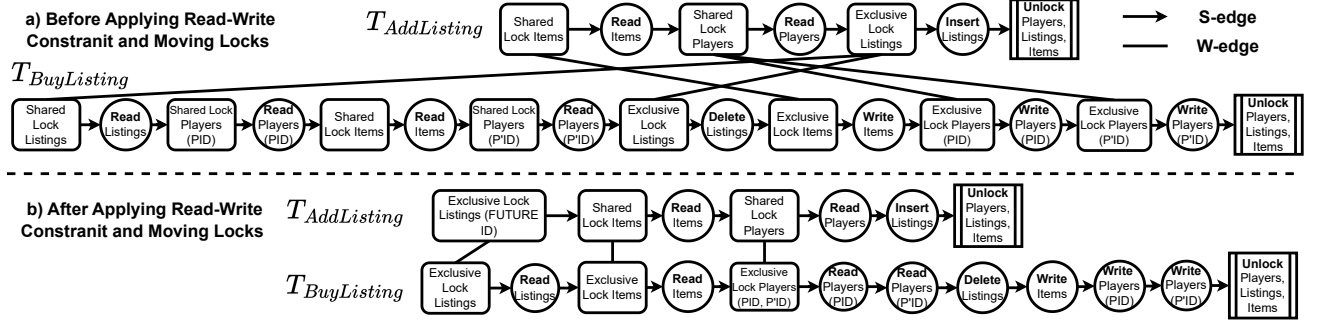 a) Before Applying Read-Write
Constranit and Moving Locks
T_AddListing
Shared
Lock Items
Read
Items
Shared
Lock
Players
Read
Players
Exclusive
Lock
Listings
Insert
Listings
Unlock
Players,
Listings,
Items
S-edge
W-edge
T_BuyListing
Shared
Lock
Listings
Read
Listings
Shared Lock
Players
(PID)
Read
Players
(PID)
Shared
Lock Items
Read
Items
Shared Lock
Players
(P'ID)
Read
Players
(P'ID)
Exclusive
Lock
Listings
Delete
Listings
Exclusive
Lock Items
Write
Items
Exclusive
Lock Players
(PID)
Write
Players
(PID)
Exclusive
Lock Players
(P'ID)
Write
Players
(P'ID)
Unlock
Players,
Listings,
Items
b) After Applying Read-Write
Constranit and Moving Locks
T_AddListing
Exclusive Lock
Listings (FUTURE
ID)
Shared
Lock Items
Read
Items
Shared
Lock
Players
Read
Players
Insert
Listings
Unlock
Players,
Listings,
Items
T_BuyListing
Exclusive
Lock
Listings
Read
Listings
Exclusive
Lock Items
Read
Items
Exclusive
Lock Players
(PID, P'ID)
Read
Players
(PID)
Read
Players
(P'ID)
Delete
Listings
Write
Items
Write
Players
(PID)
Write
Players
(P'ID)
Unlock
Players,
Listings,
Items